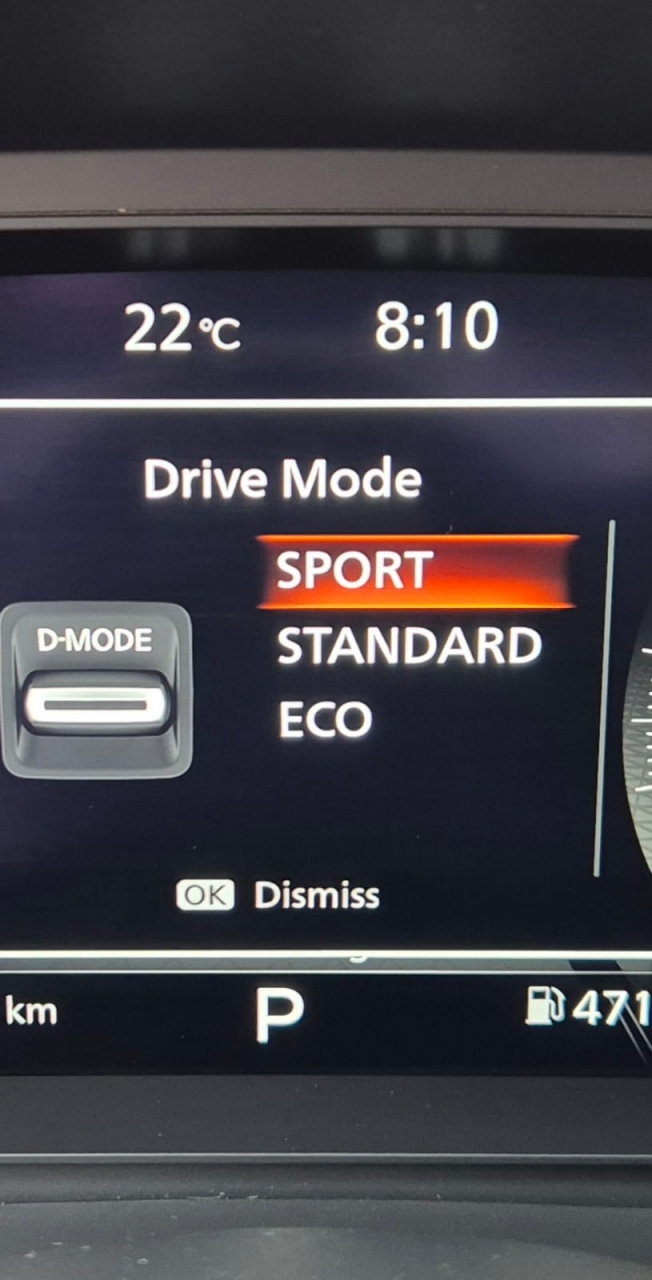 22°C 8:10
Drive Mode
SPORT
D-MODE
STANDARD
ECO
OK Dismiss
km P 471